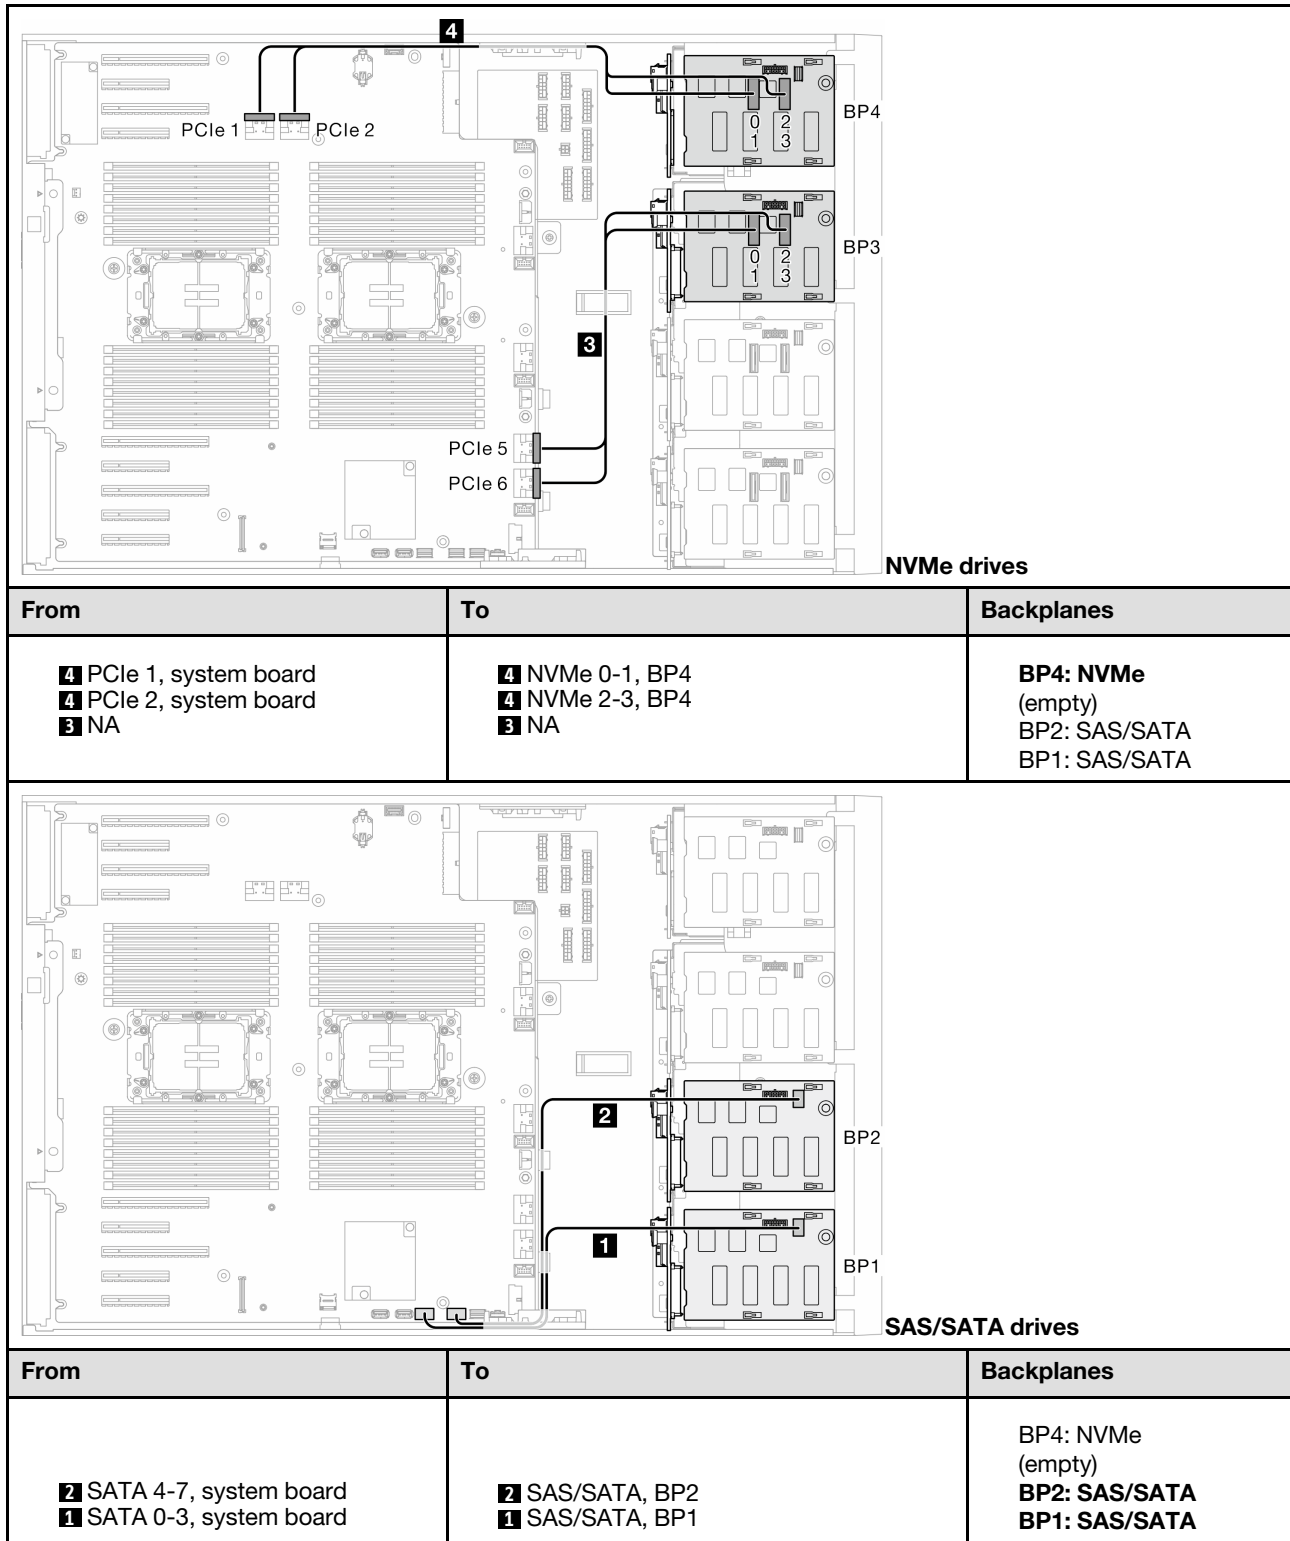 4
PCIe 1
PCIe 2
BP4
0 2
1 3
BP3
0 2
1 3
3
PCIe 5
PCIe 6
NVMe drives
From To Backplanes
4 PCIe 1, system board
4 PCIe 2, system board
3 NA
4 NVMe 0-1, BP4
4 NVMe 2-3, BP4
3 NA
BP4: NVMe
(empty)
BP2: SAS/SATA
BP1: SAS/SATA
2
BP2
1
BP1
SAS/SATA drives
From To Backplanes
2 SATA 4-7, system board
1 SATA 0-3, system board
2 SAS/SATA, BP2
1 SAS/SATA, BP1
BP4: NVMe
(empty)
BP2: SAS/SATA
BP1: SAS/SATA